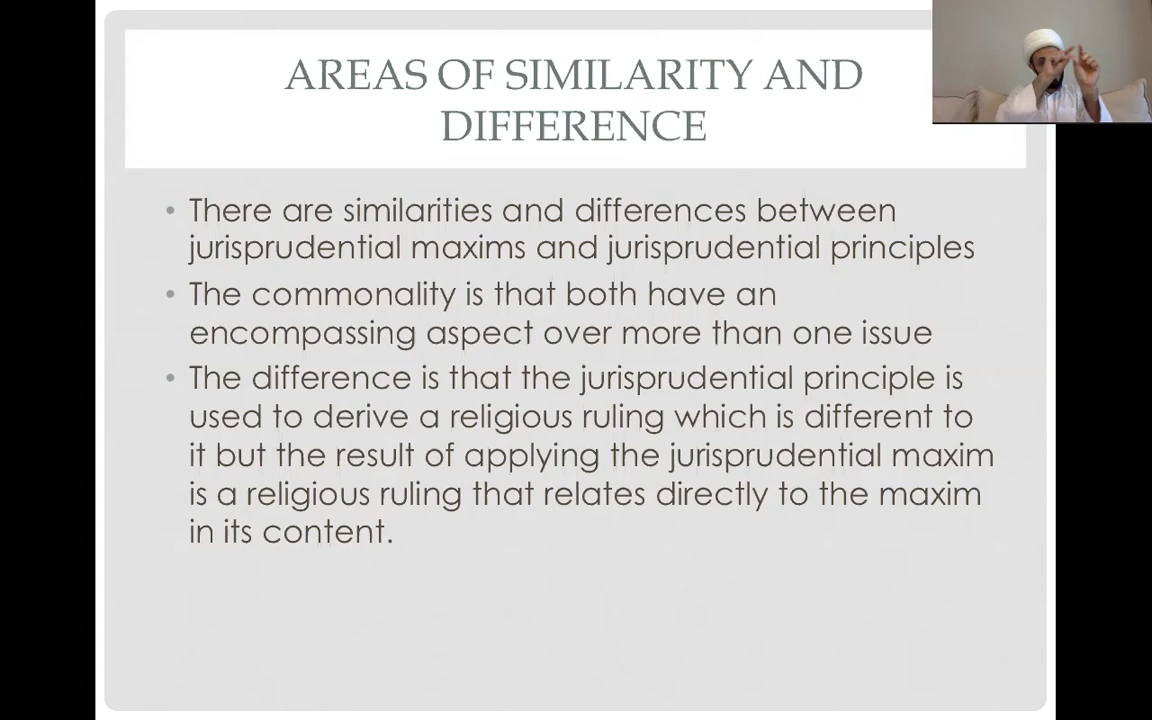 AREAS OF SIMILARITY AND
DIFFERENCE
• There are similarities and differences between
jurisprudential maxims and jurisprudential principles
• The commonality is that both have an
encompassing aspect over more than one issue
• The difference is that the jurisprudential principle is
used to derive a religious ruling which is different to
it but the result of applying the jurisprudential maxim
is a religious ruling that relates directly to the maxim
in its content.